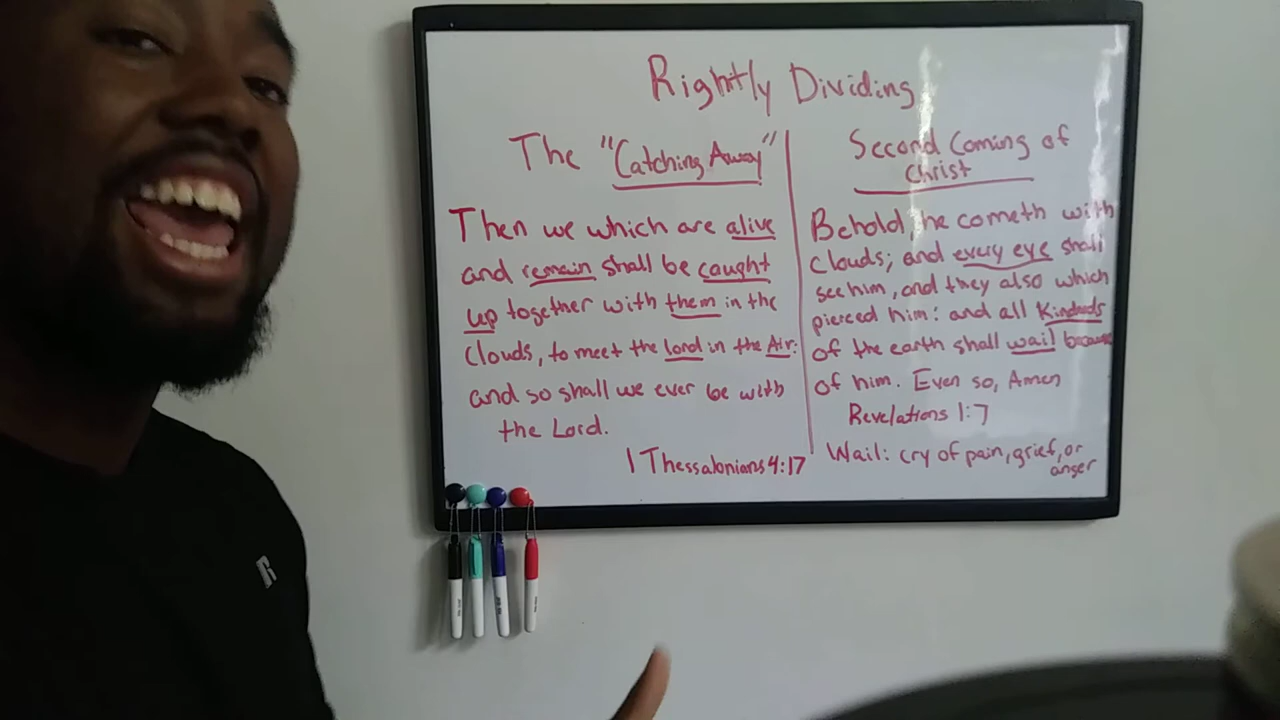 Rightly Dividing
The "Catching Away"
Then we which are alive
and remain shall be caught
up together with them in the
clouds, to meet the lord in the Air:
and so shall we ever be with
the Lord.
1 Thessalonians 4:17
Second Coming of
Christ
Behold he cometh with
clouds; and every eye shall
see him, and they also which
pierced him: and all Kindreds
of the earth shall wail because
of him. Even so, Amen
Revelations 1:7
Wail: cry of pain, grief, or
anger